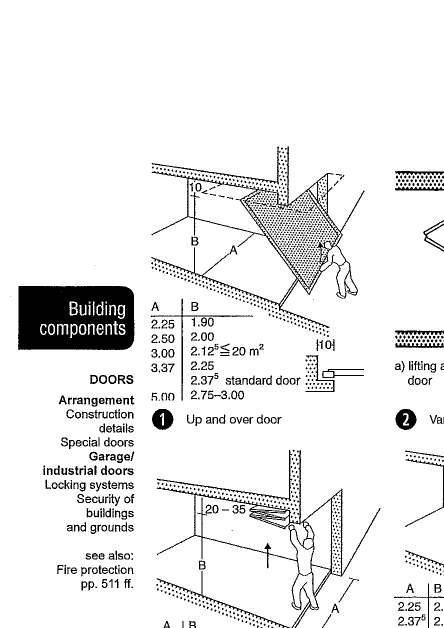 Building
components
DOORS
Arrangement
Construction
details
Special doors
Garage/
industrial doors
Locking systems
Security of
buildings
and grounds
see also:
Fire protection
pp. 511 ff.
10
B
A
A B
2.25 1.90
2.50 2.00
3.00 2.12⁵ ≦ 20 m²
3.37 2.25
2.37⁵ standard door
5.00 2.75–3.00
10
1 Up and over door
20 – 35
B
A
A B
a) lifting a
door
2 Va
A B
2.25 2.
2.37⁵ 2.